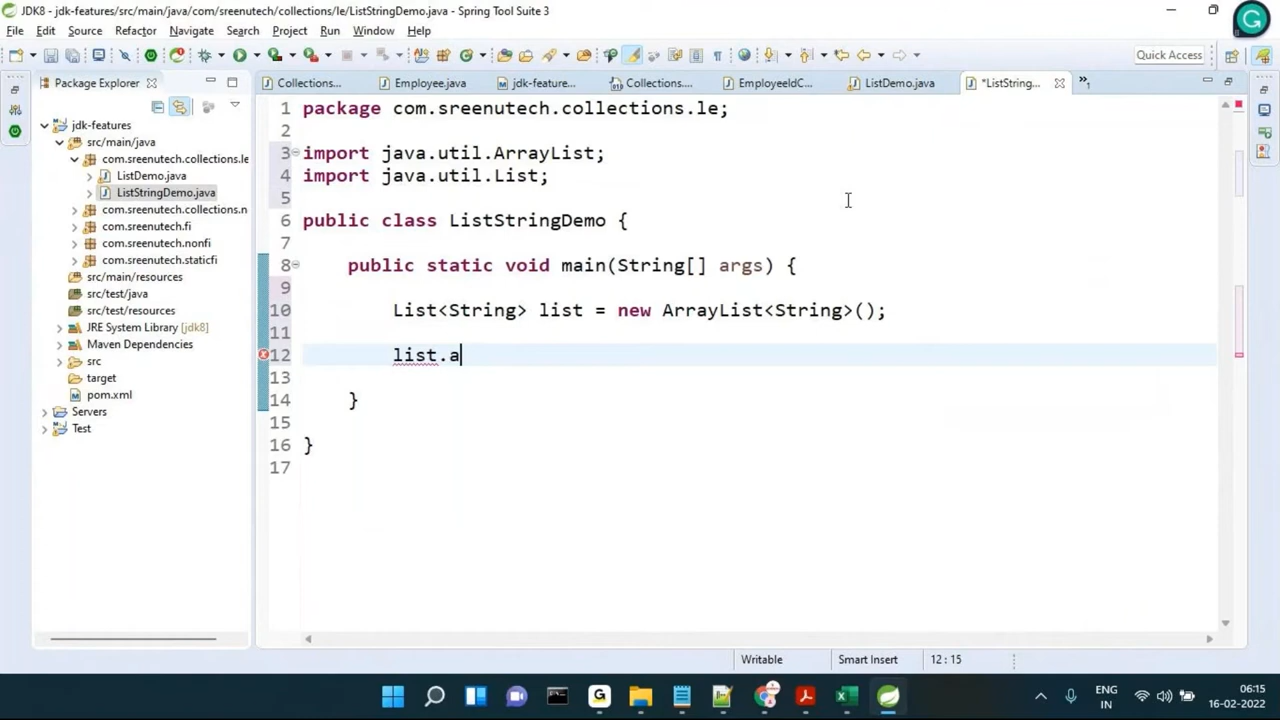 JDK8 - jdk-features/src/main/java/com/sreenutech/collections/le/ListStringDemo.java - Spring Tool Suite 3
File Edit Source Refactor Navigate Search Project Run Window Help
Quick Access
Package Explorer
Collections...
Employee.java
jdk-feature...
Collections....
EmployeeIdC...
ListDemo.java
*ListString...
»1
jdk-features
src/main/java
com.sreenutech.collections.le
ListDemo.java
ListStringDemo.java
com.sreenutech.collections.n
com.sreenutech.fi
com.sreenutech.nonfi
com.sreenutech.staticfi
src/main/resources
src/test/java
src/test/resources
JRE System Library [jdk8]
Maven Dependencies
src
target
pom.xml
Servers
Test
1 package com.sreenutech.collections.le;
2
3 import java.util.ArrayList;
4 import java.util.List;
5
6 public class ListStringDemo {
7
8 public static void main(String[] args) {
9
10 List<String> list = new ArrayList<String>();
11
12 list.a
13
14 }
15
16 }
17
Writable Smart Insert 12 : 15
ENG
IN
06:15
16-02-2022